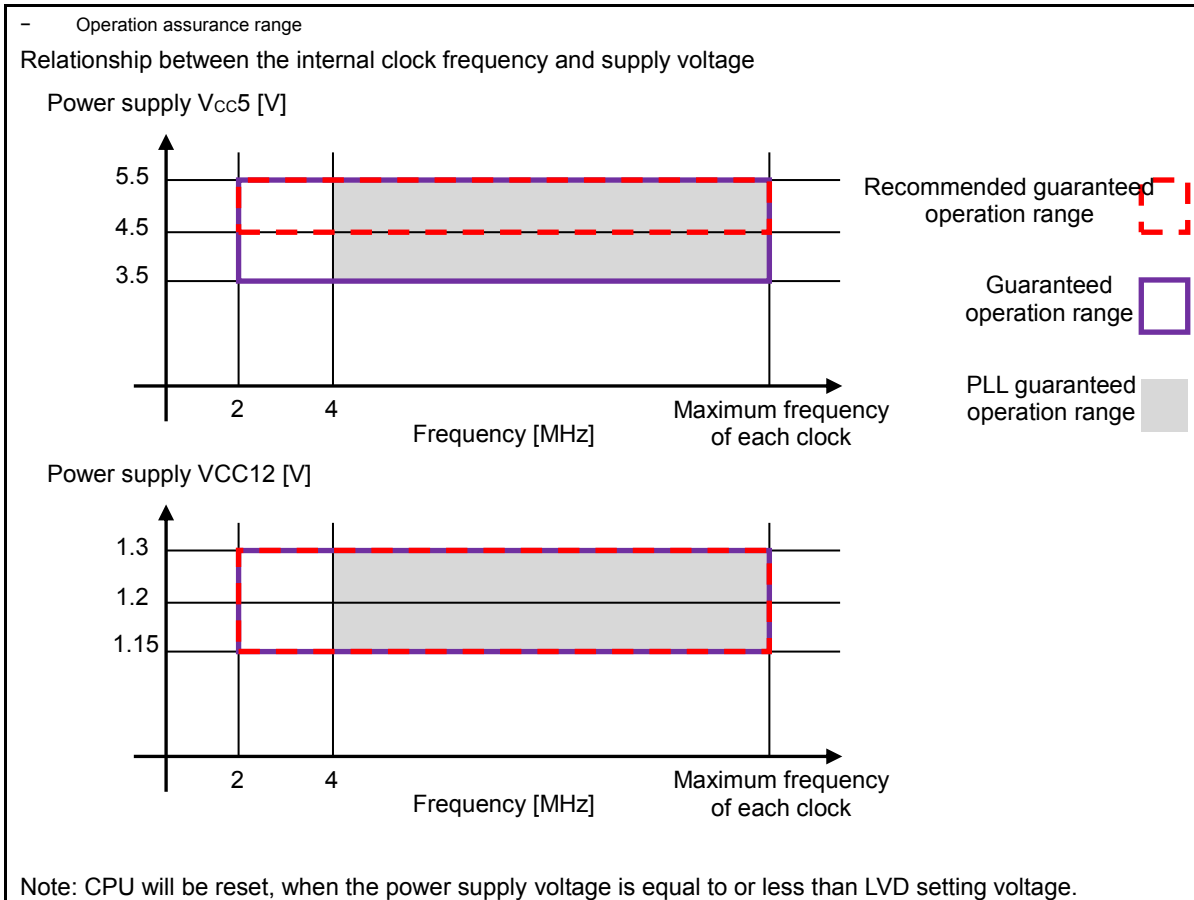 − Operation assurance range
Relationship between the internal clock frequency and supply voltage
Power supply VCC5 [V]
5.5
4.5
3.5
2
4
Frequency [MHz]
Maximum frequency
of each clock
Recommended guaranteed
operation range
Guaranteed
operation range
PLL guaranteed
operation range
Power supply VCC12 [V]
1.3
1.2
1.15
2
4
Frequency [MHz]
Maximum frequency
of each clock
Note: CPU will be reset, when the power supply voltage is equal to or less than LVD setting voltage.